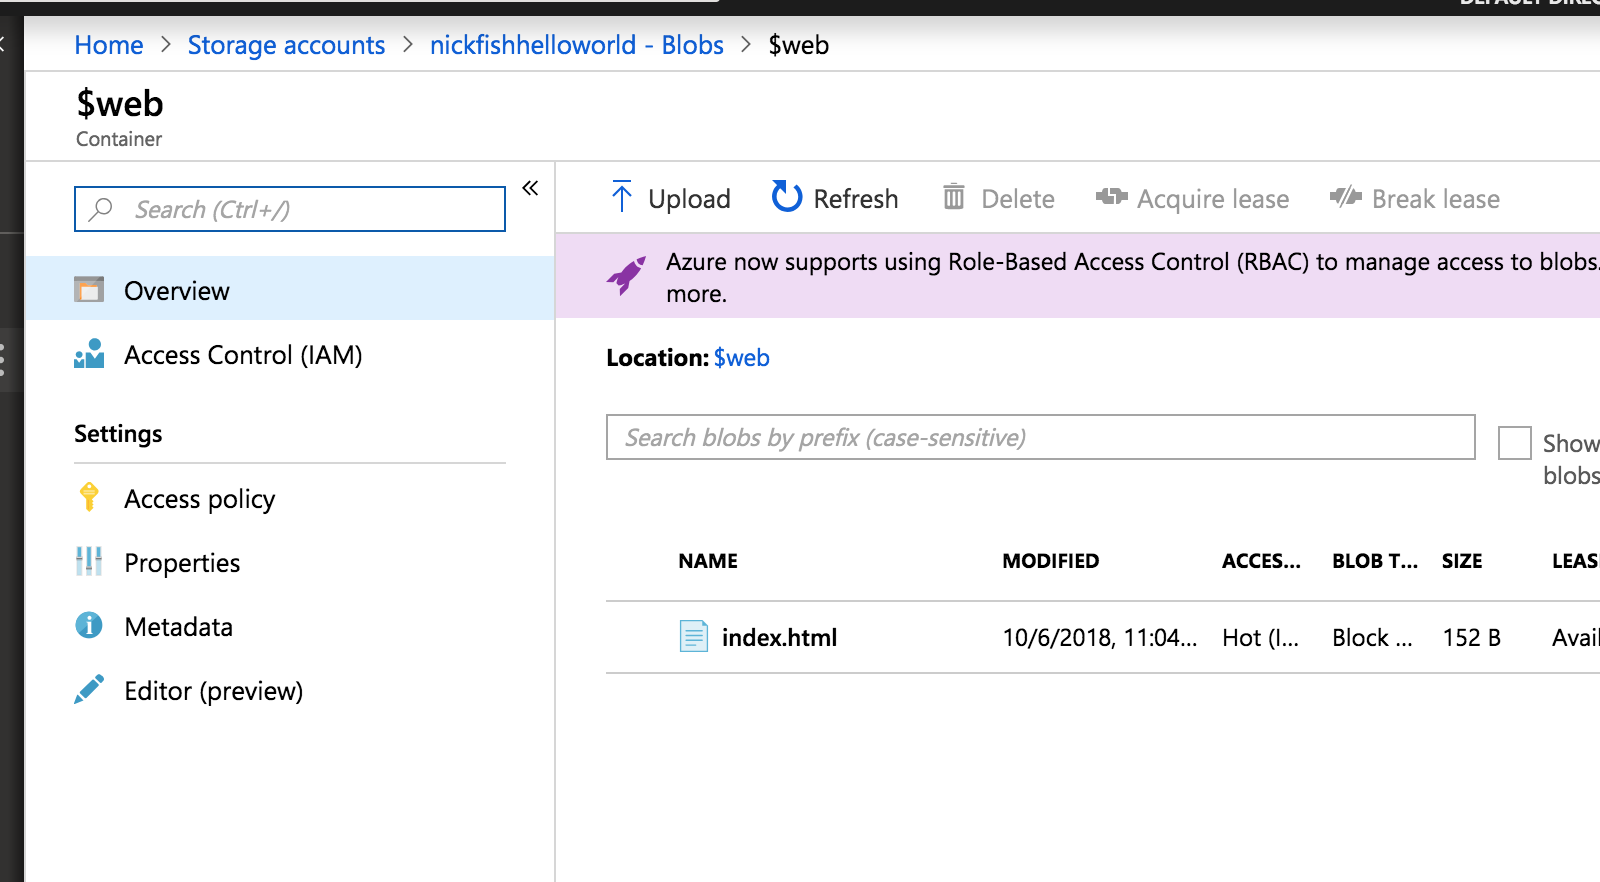 Home > Storage accounts > nickfishhelloworld - Blobs > $web
$web
Container
Search (Ctrl+/)
Overview
Access Control (IAM)
Settings
Access policy
Properties
Metadata
Editor (preview)
Upload Refresh Delete Acquire lease Break lease
Azure now supports using Role-Based Access Control (RBAC) to manage access to blobs.
more.
Location: $web
Search blobs by prefix (case-sensitive)
Show
blobs
NAME MODIFIED ACCES... BLOB T... SIZE LEAS
index.html 10/6/2018, 11:04... Hot (I... Block ... 152 B Avail